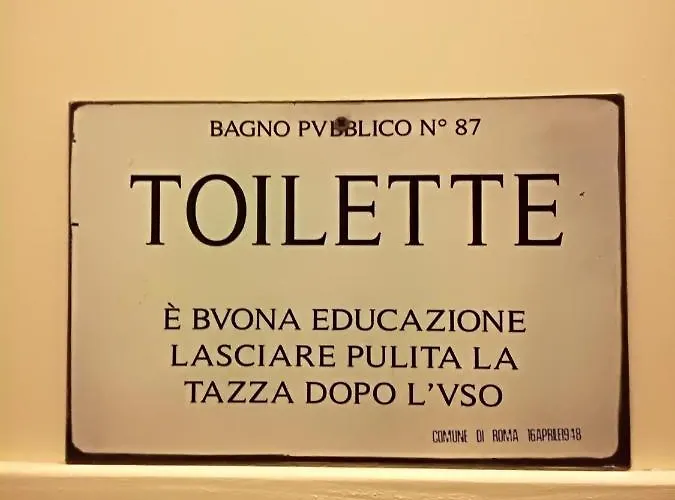 BAGNO PVBBLICO N° 87
TOILETTE
È BVONA EDUCAZIONE
LASCIARE PULITA LA
TAZZA DOPO L'VSO
COMUNE DI ROMA 16APRILE1948